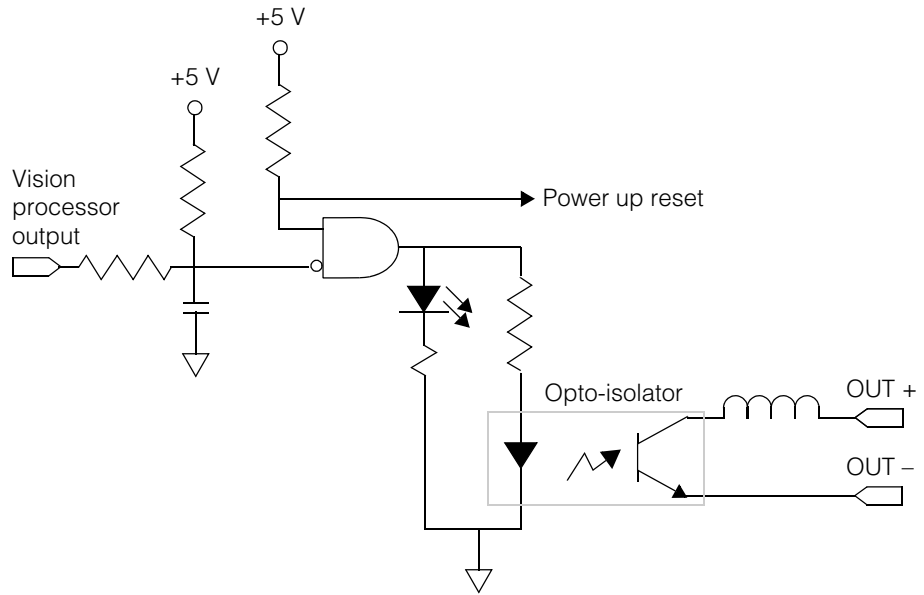 +5 V
+5 V
Vision
processor
output
Power up reset
Opto-isolator
OUT +
OUT –